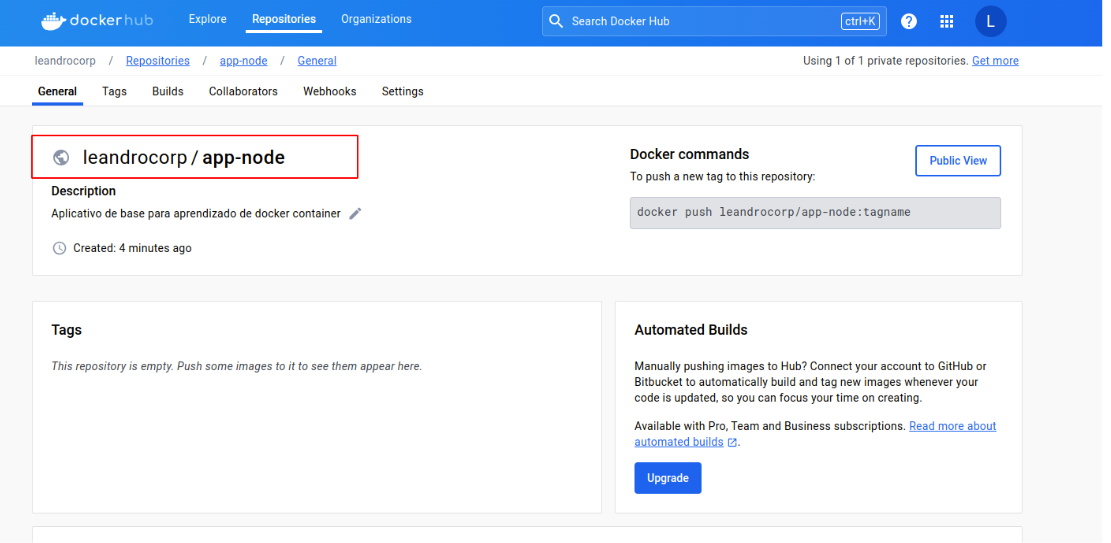 dockerhub Explore Repositories Organizations Search Docker Hub ctrl+K ? L
leandrocorp / Repositories / app-node / General Using 1 of 1 private repositories. Get more
General Tags Builds Collaborators Webhooks Settings
leandrocorp / app-node
Description
Aplicativo de base para aprendizado de docker container
Created: 4 minutes ago
Docker commands
Public View
To push a new tag to this repository:
docker push leandrocorp/app-node:tagname
Tags
This repository is empty. Push some images to it to see them appear here.
Automated Builds
Manually pushing images to Hub? Connect your account to GitHub or
Bitbucket to automatically build and tag new images whenever your
code is updated, so you can focus your time on creating.
Available with Pro, Team and Business subscriptions. Read more about
automated builds .
Upgrade